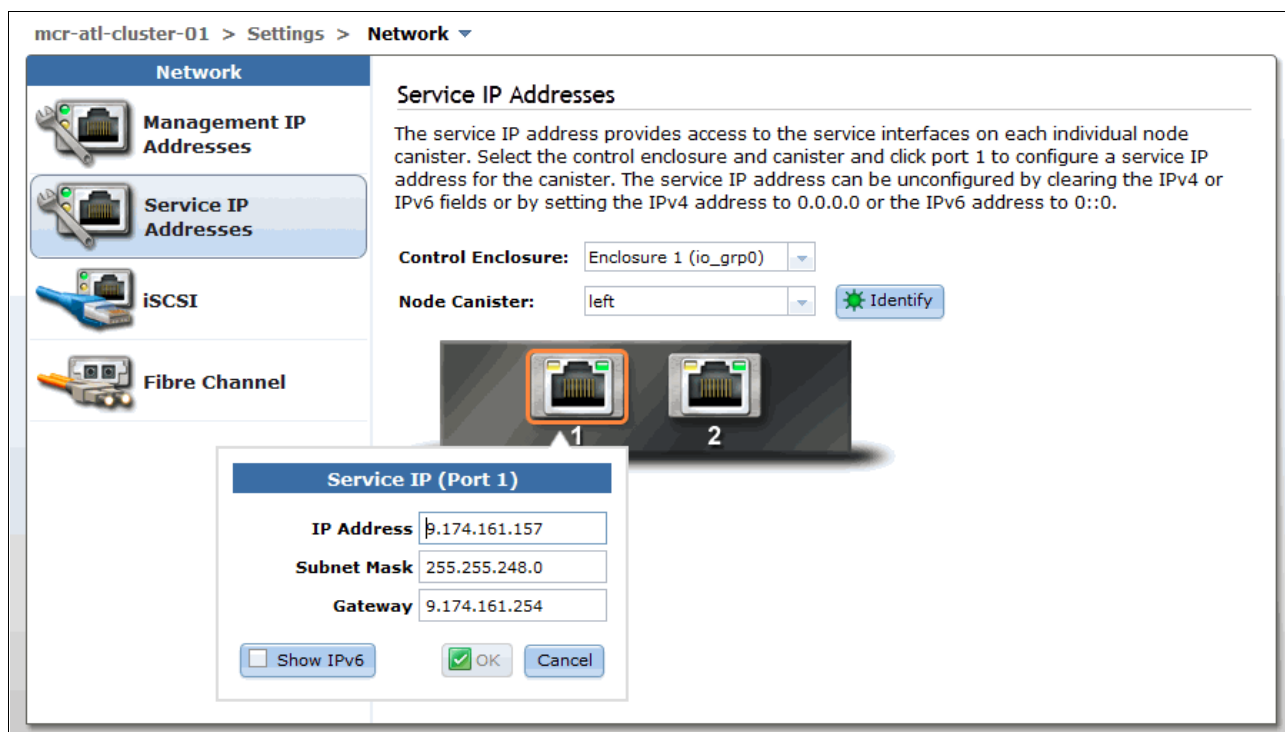 mcr-atl-cluster-01 > Settings > Network
Network
Management IP
Addresses
Service IP
Addresses
iSCSI
Fibre Channel
Service IP Addresses
The service IP address provides access to the service interfaces on each individual node
canister. Select the control enclosure and canister and click port 1 to configure a service IP
address for the canister. The service IP address can be unconfigured by clearing the IPv4 or
IPv6 fields or by setting the IPv4 address to 0.0.0.0 or the IPv6 address to 0::0.
Control Enclosure: Enclosure 1 (io_grp0)
Node Canister: left Identify
1 2
Service IP (Port 1)
IP Address 9.174.161.157
Subnet Mask 255.255.248.0
Gateway 9.174.161.254
Show IPv6 OK Cancel